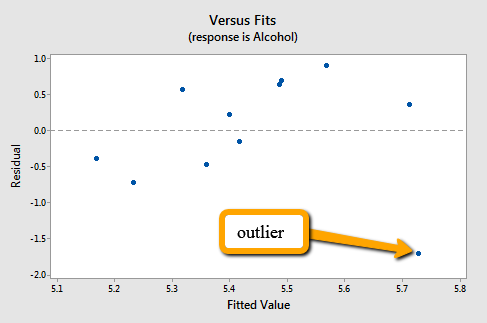 Versus Fits
(response is Alcohol)
1.0
0.5
0.0
-0.5
-1.0
-1.5
-2.0
Residual
outlier
5.1 5.2 5.3 5.4 5.5 5.6 5.7 5.8
Fitted Value